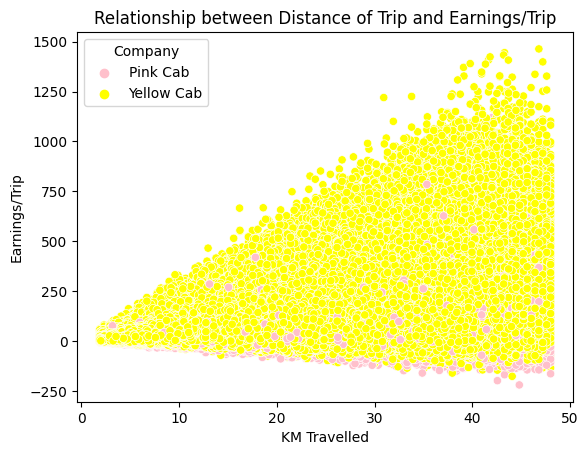 Relationship between Distance of Trip and Earnings/Trip
Company
Pink Cab
Yellow Cab
Earnings/Trip
1500
1250
1000
750
500
250
0
−250
0 10 20 30 40 50
KM Travelled